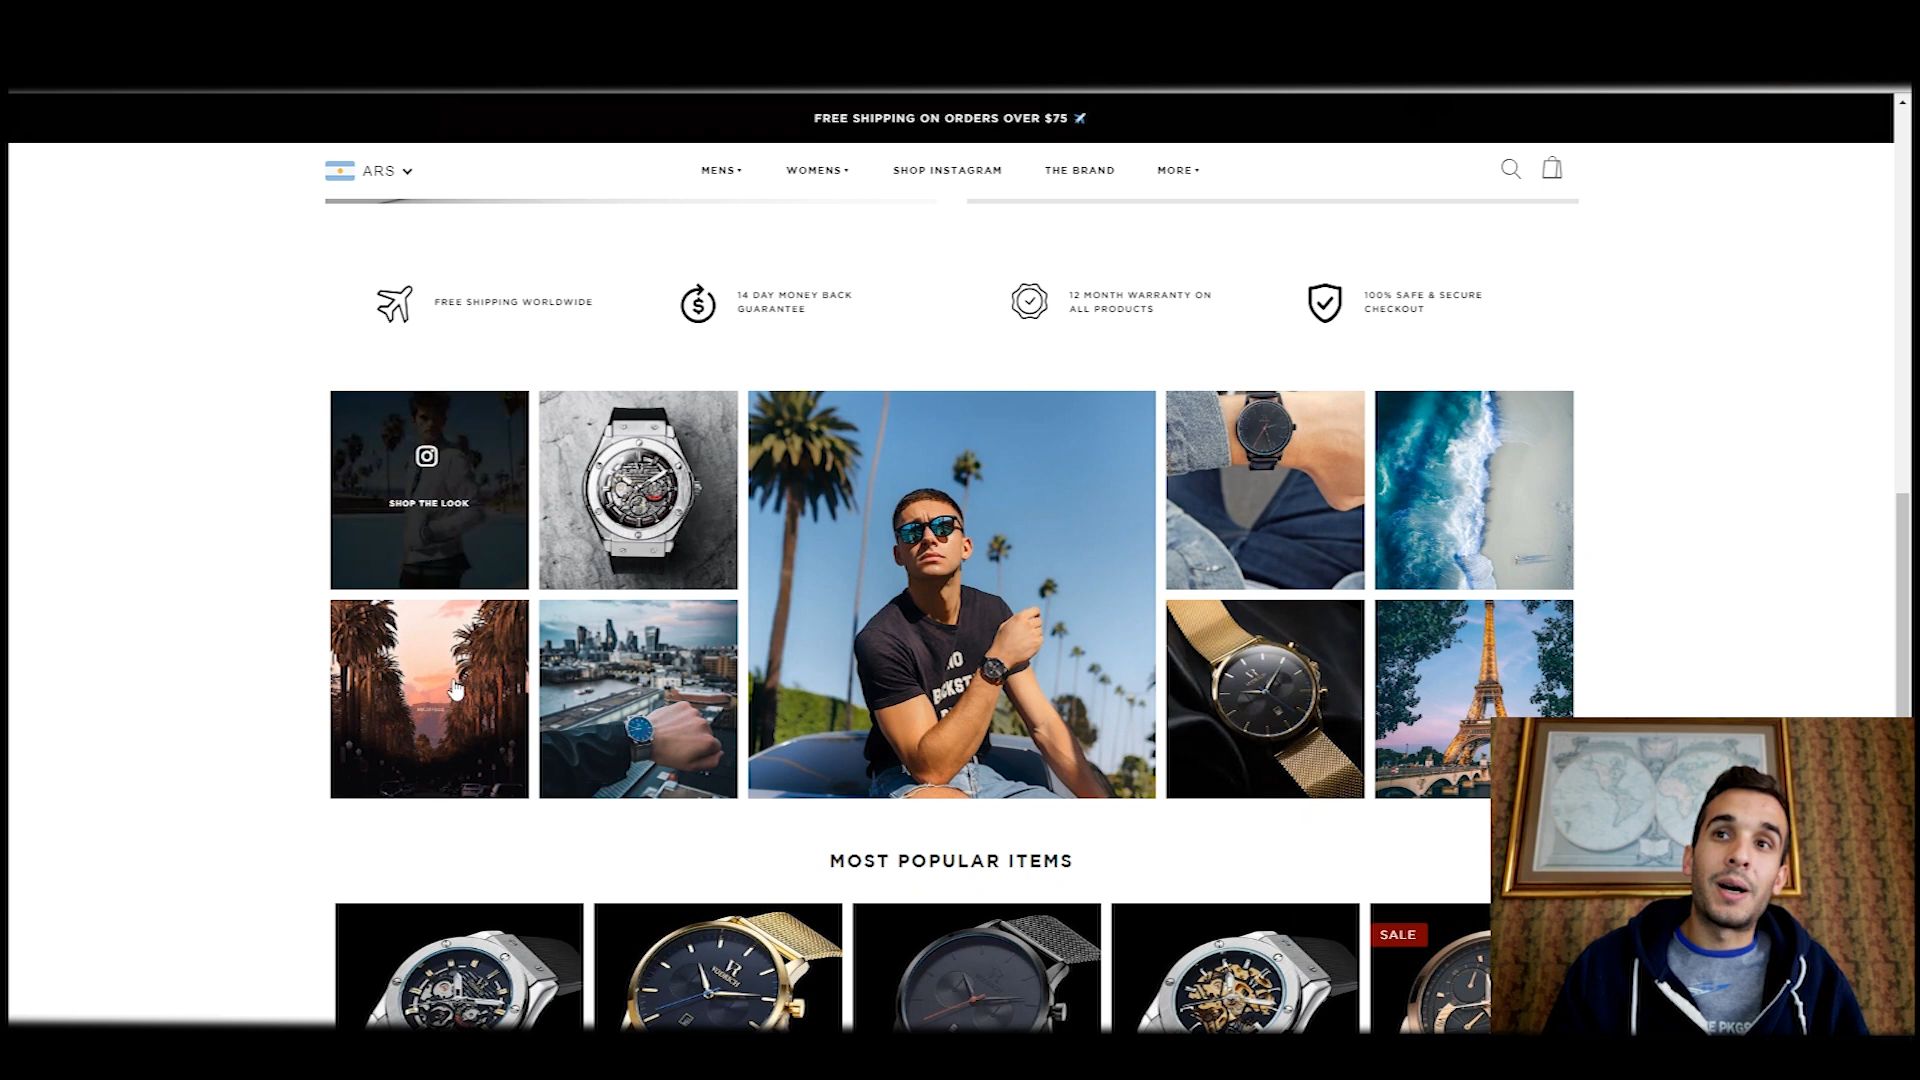 FREE SHIPPING ON ORDERS OVER $75
ARS
MENS
WOMENS
SHOP INSTAGRAM
THE BRAND
MORE
FREE SHIPPING WORLDWIDE
14 DAY MONEY BACK
GUARANTEE
12 MONTH WARRANTY ON
ALL PRODUCTS
100% SAFE & SECURE
CHECKOUT
SHOP THE LOOK
NO
MOST POPULAR ITEMS
SALE
VR